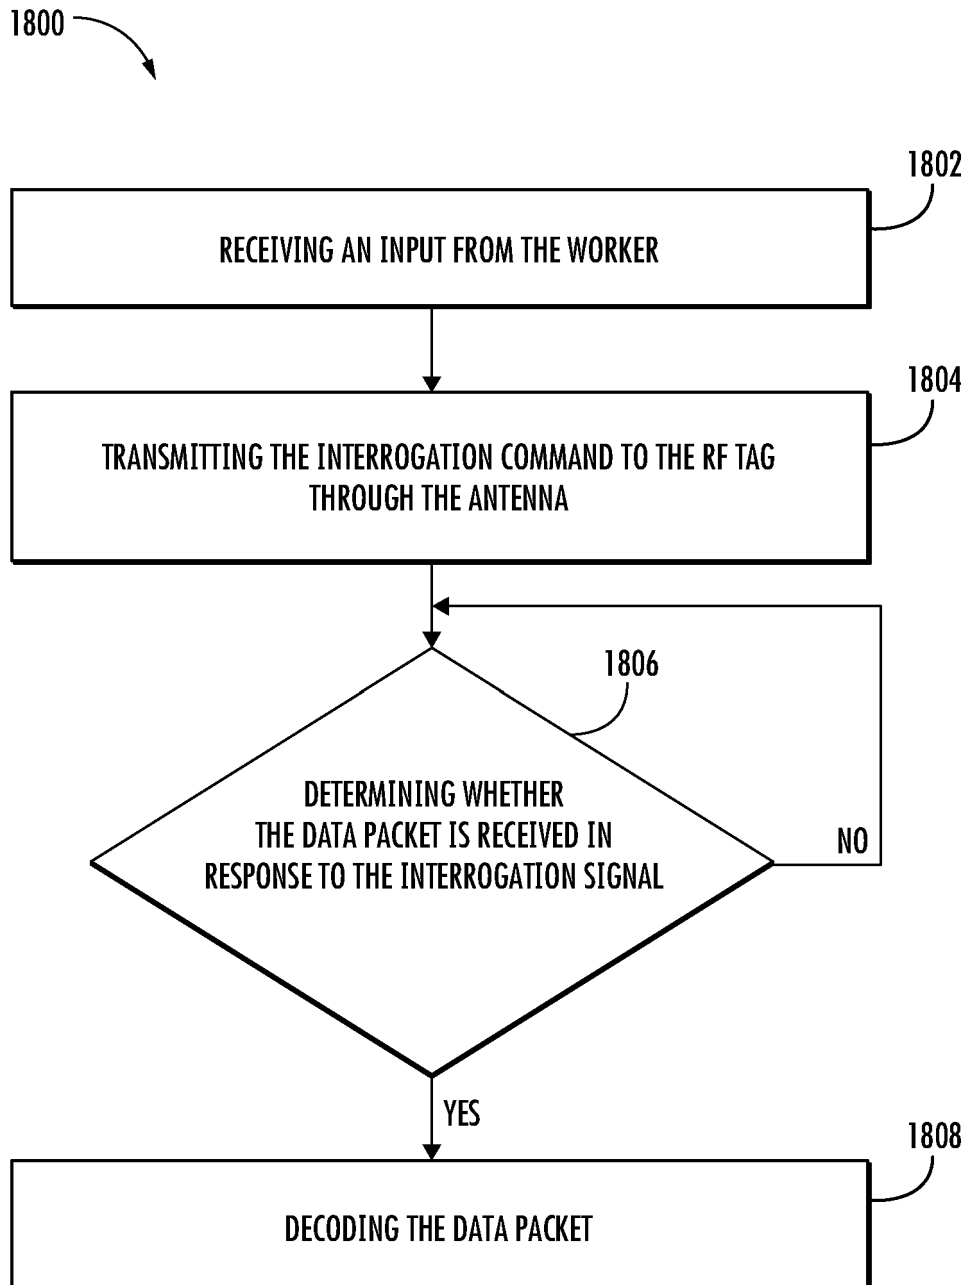 1800
1802
RECEIVING AN INPUT FROM THE WORKER
1804
TRANSMITTING THE INTERROGATION COMMAND TO THE RF TAG
THROUGH THE ANTENNA
1806
DETERMINING WHETHER
THE DATA PACKET IS RECEIVED IN
RESPONSE TO THE INTERROGATION SIGNAL
NO
YES
1808
DECODING THE DATA PACKET